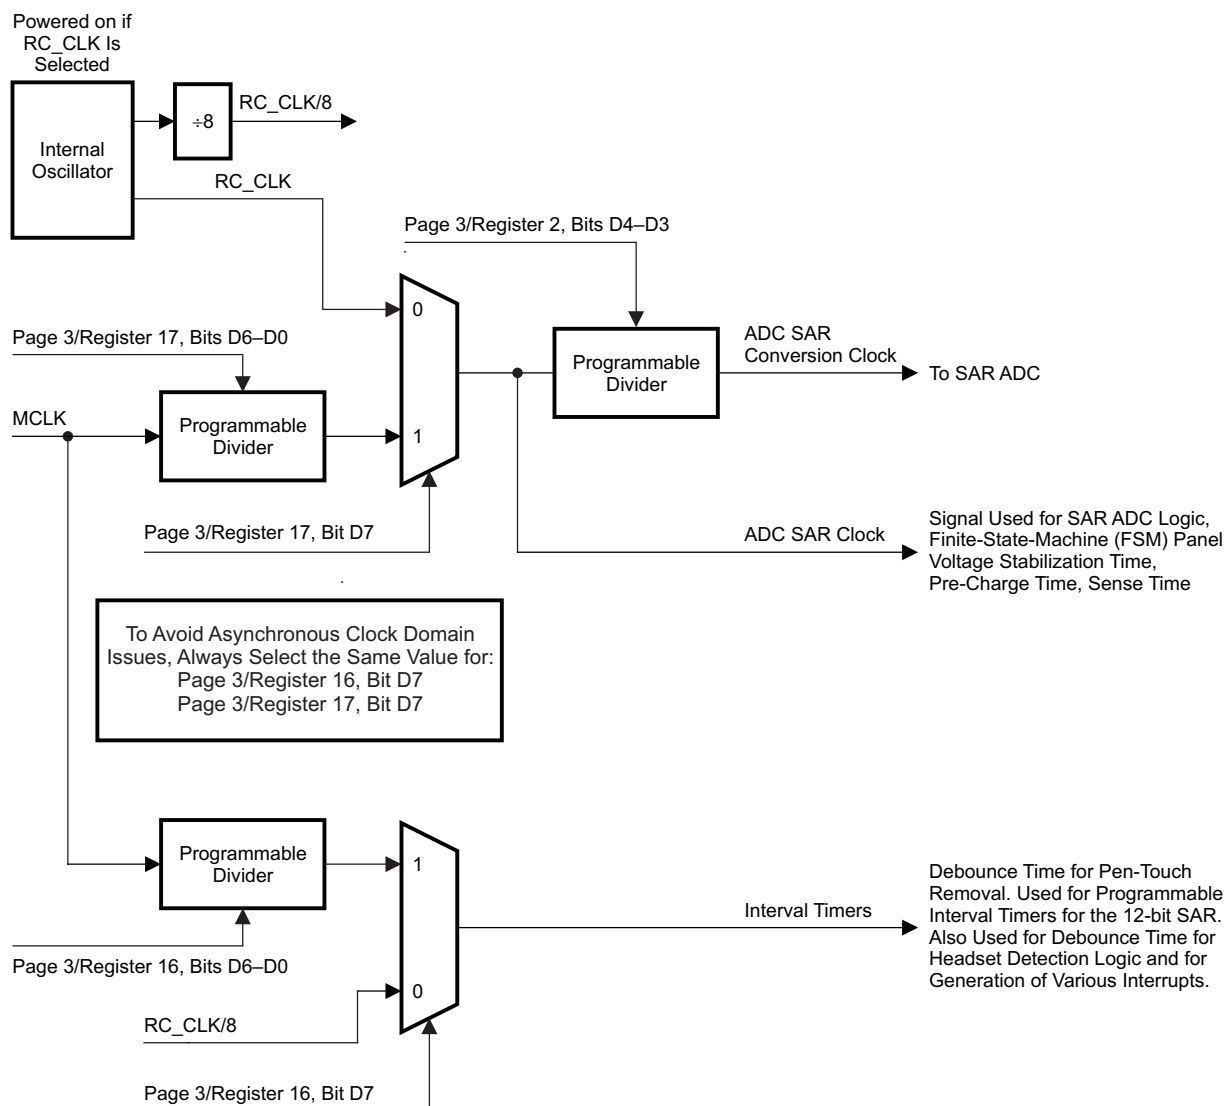 Powered on if
RC_CLK Is
Selected
Internal
Oscillator
÷8
RC_CLK/8
RC_CLK
Page 3/Register 2, Bits D4–D3
0
Page 3/Register 17, Bits D6–D0
Programmable
Divider
ADC SAR
Conversion Clock
To SAR ADC
MCLK
Programmable
Divider
1
Page 3/Register 17, Bit D7
ADC SAR Clock
Signal Used for SAR ADC Logic,
Finite-State-Machine (FSM) Panel
Voltage Stabilization Time,
Pre-Charge Time, Sense Time
To Avoid Asynchronous Clock Domain
Issues, Always Select the Same Value for:
Page 3/Register 16, Bit D7
Page 3/Register 17, Bit D7
Programmable
Divider
1
Interval Timers
Debounce Time for Pen-Touch
Removal. Used for Programmable
Interval Timers for the 12-bit SAR.
Also Used for Debounce Time for
Headset Detection Logic and for
Generation of Various Interrupts.
Page 3/Register 16, Bits D6–D0
0
RC_CLK/8
Page 3/Register 16, Bit D7